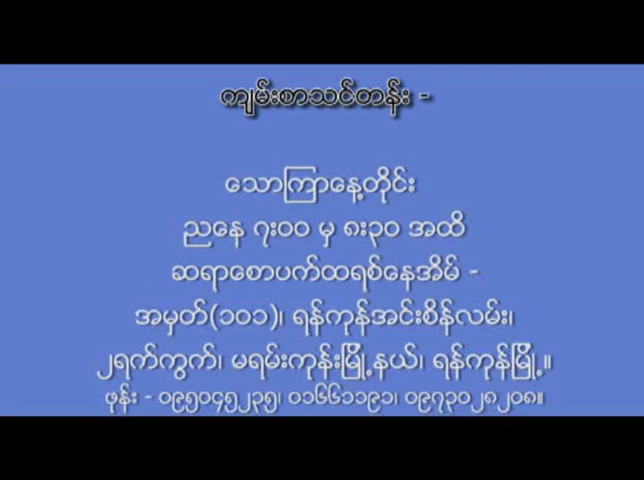 ကျမ်းစာသင်တန်း -
သောကြာနေ့တိုင်း
ညနေ ၇း၀၀ မှ ၈း၃၀ အထိ
ဆရာစောပက်ထရစ်နေအိမ် -
အမှတ်(၁၀၁)၊ ရန်ကုန်အင်းစိန်လမ်း၊
၂ရက်ကွက်၊ မရမ်းကုန်းမြို့နယ်၊ ရန်ကုန်မြို့။
ဖုန်း - ၀၉၅၀၄၅၂၃၅၊ ၀၁၆၆၁၁၉၁၊ ၀၉၇၃၀၂၈၂၀၈။